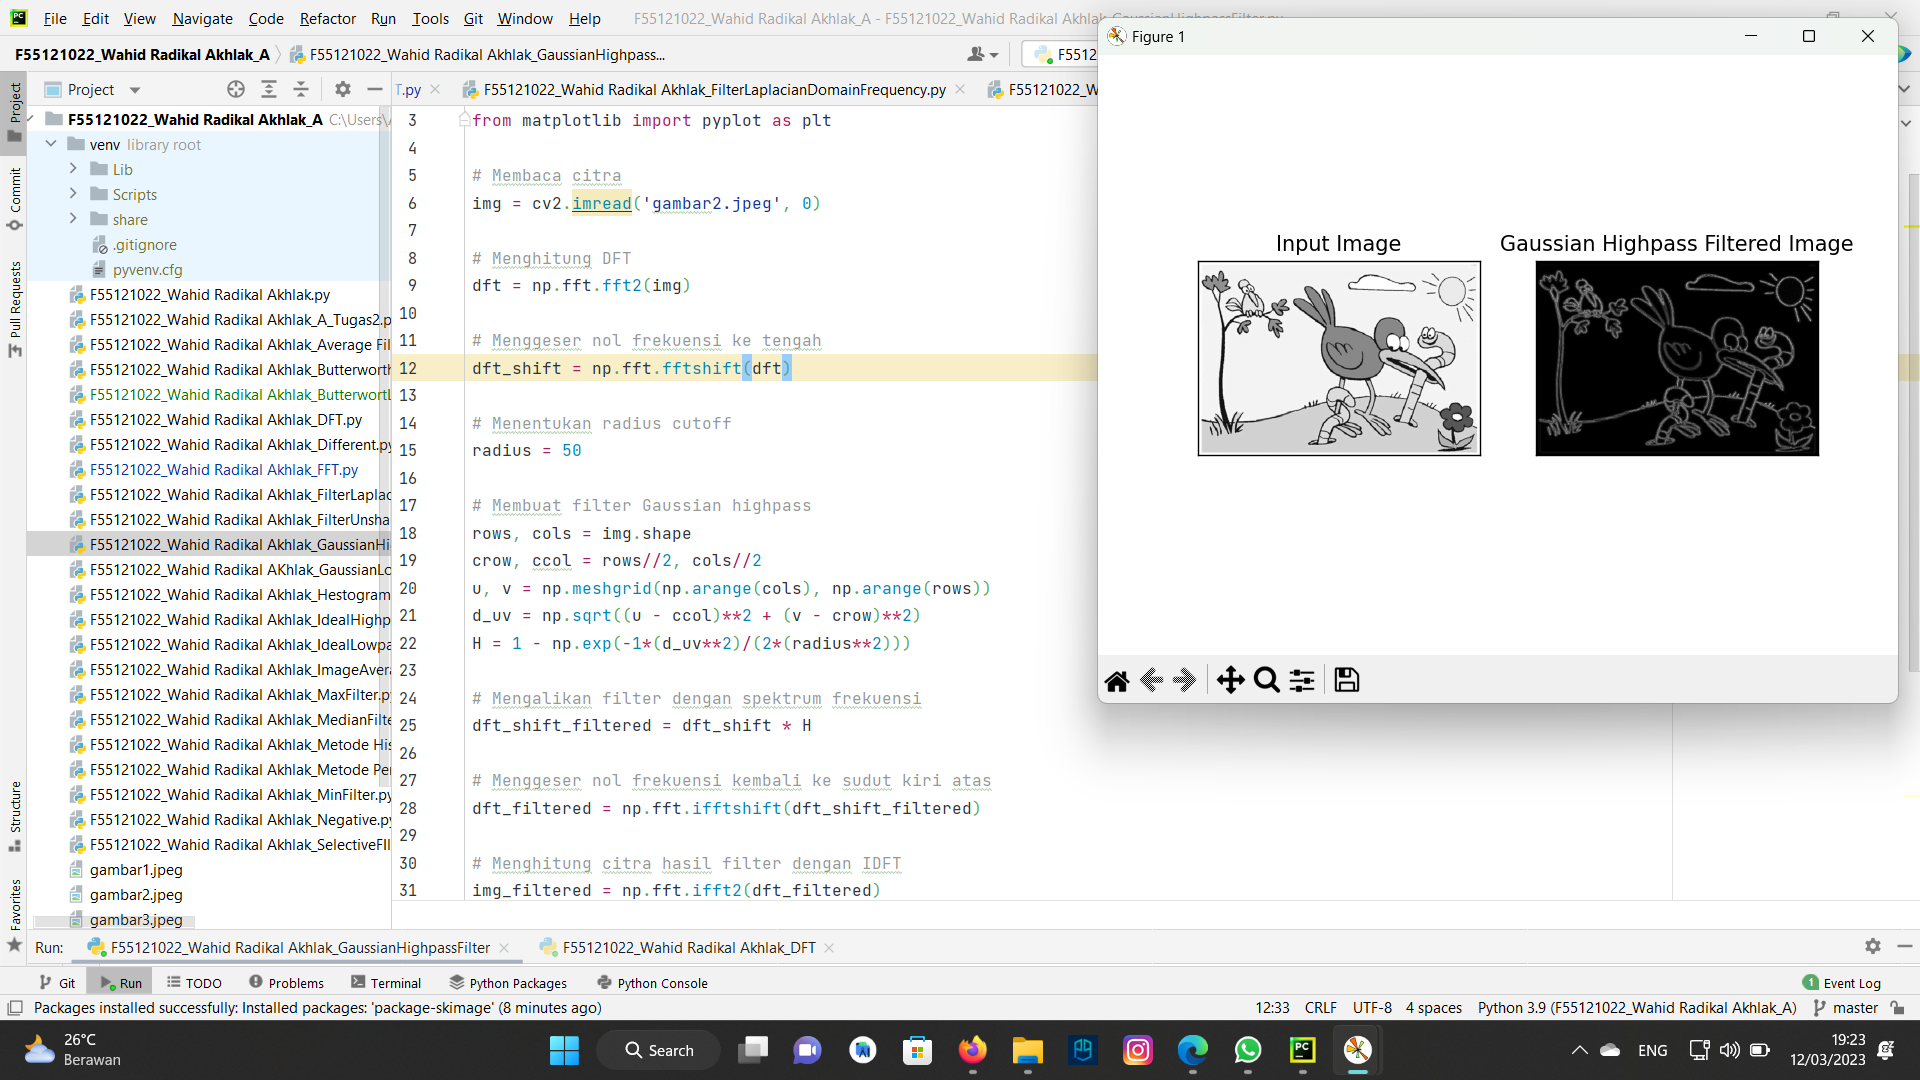 File Edit View Navigate Code Refactor Run Tools Git Window Help F55121022_Wahid Radikal Akhlak_A - F55121022_Wahid Radikal Akhlak_GaussianHighpassFilter.py
F55121022_Wahid Radikal Akhlak_A F55121022_Wahid Radikal Akhlak_GaussianHighpass... F5512
Project
T.py F55121022_Wahid Radikal Akhlak_FilterLaplacianDomainFrequency.py F55121022_W
F55121022_Wahid Radikal Akhlak_A C:\Users\
venv library root
Lib
Scripts
share
.gitignore
pyvenv.cfg
F55121022_Wahid Radikal Akhlak.py
F55121022_Wahid Radikal Akhlak_A_Tugas2.p
F55121022_Wahid Radikal Akhlak_Average Fil
F55121022_Wahid Radikal Akhlak_Butterworth
F55121022_Wahid Radikal Akhlak_ButterwortL
F55121022_Wahid Radikal Akhlak_DFT.py
F55121022_Wahid Radikal Akhlak_Different.py
F55121022_Wahid Radikal Akhlak_FFT.py
F55121022_Wahid Radikal Akhlak_FilterLaplac
F55121022_Wahid Radikal Akhlak_FilterUnsha
F55121022_Wahid Radikal Akhlak_GaussianHi
F55121022_Wahid Radikal AKhlak_GaussianLo
F55121022_Wahid Radikal Akhlak_Hestogram
F55121022_Wahid Radikal Akhlak_IdealHighp
F55121022_Wahid Radikal Akhlak_IdealLowpa
F55121022_Wahid Radikal Akhlak_ImageAvera
F55121022_Wahid Radikal Akhlak_MaxFilter.py
F55121022_Wahid Radikal Akhlak_MedianFilte
F55121022_Wahid Radikal Akhlak_Metode His
F55121022_Wahid Radikal Akhlak_Metode Pe
F55121022_Wahid Radikal Akhlak_MinFilter.py
F55121022_Wahid Radikal Akhlak_Negative.py
F55121022_Wahid Radikal Akhlak_SelectiveFIl
gambar1.jpeg
gambar2.jpeg
gambar3.jpeg
Project
Commit
Pull Requests
Structure
Favorites
3 from matplotlib import pyplot as plt
4
5 # Membaca citra
6 img = cv2.imread('gambar2.jpeg', 0)
7
8 # Menghitung DFT
9 dft = np.fft.fft2(img)
10
11 # Menggeser nol frekuensi ke tengah
12 dft_shift = np.fft.fftshift(dft)
13
14 # Menentukan radius cutoff
15 radius = 50
16
17 # Membuat filter Gaussian highpass
18 rows, cols = img.shape
19 crow, ccol = rows//2, cols//2
20 u, v = np.meshgrid(np.arange(cols), np.arange(rows))
21 d_uv = np.sqrt((u - ccol)**2 + (v - crow)**2)
22 H = 1 - np.exp(-1*(d_uv**2)/(2*(radius**2)))
23
24 # Mengalikan filter dengan spektrum frekuensi
25 dft_shift_filtered = dft_shift * H
26
27 # Menggeser nol frekuensi kembali ke sudut kiri atas
28 dft_filtered = np.fft.ifftshift(dft_shift_filtered)
29
30 # Menghitung citra hasil filter dengan IDFT
31 img_filtered = np.fft.ifft2(dft_filtered)
Figure 1
Input Image Gaussian Highpass Filtered Image
Run: F55121022_Wahid Radikal Akhlak_GaussianHighpassFilter F55121022_Wahid Radikal Akhlak_DFT
Git Run TODO Problems Terminal Python Packages Python Console 1 Event Log
Packages installed successfully: Installed packages: 'package-skimage' (8 minutes ago) 12:33 CRLF UTF-8 4 spaces Python 3.9 (F55121022_Wahid Radikal Akhlak_A) master
26°C
Berawan
Search
ENG
19:23
12/03/2023